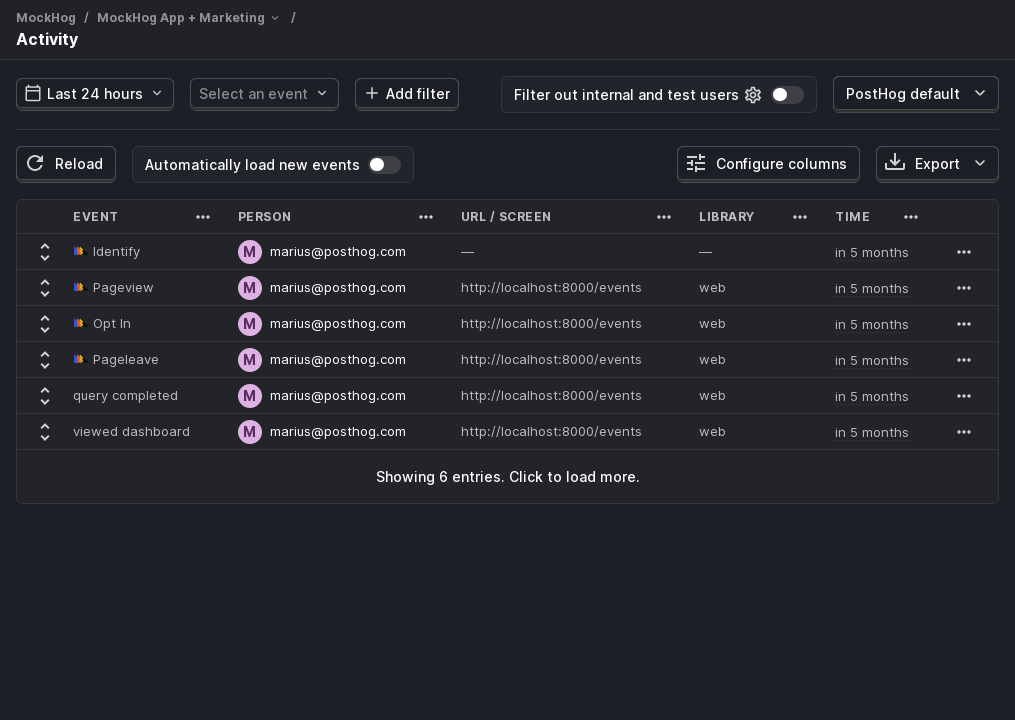 MockHog / MockHog App + Marketing /
Activity
Last 24 hours Select an event Add filter Filter out internal and test users PostHog default
Reload Automatically load new events Configure columns Export
EVENT PERSON URL / SCREEN LIBRARY TIME
Identify M marius@posthog.com — — in 5 months
Pageview M marius@posthog.com http://localhost:8000/events web in 5 months
Opt In M marius@posthog.com http://localhost:8000/events web in 5 months
Pageleave M marius@posthog.com http://localhost:8000/events web in 5 months
query completed M marius@posthog.com http://localhost:8000/events web in 5 months
viewed dashboard M marius@posthog.com http://localhost:8000/events web in 5 months
Showing 6 entries. Click to load more.